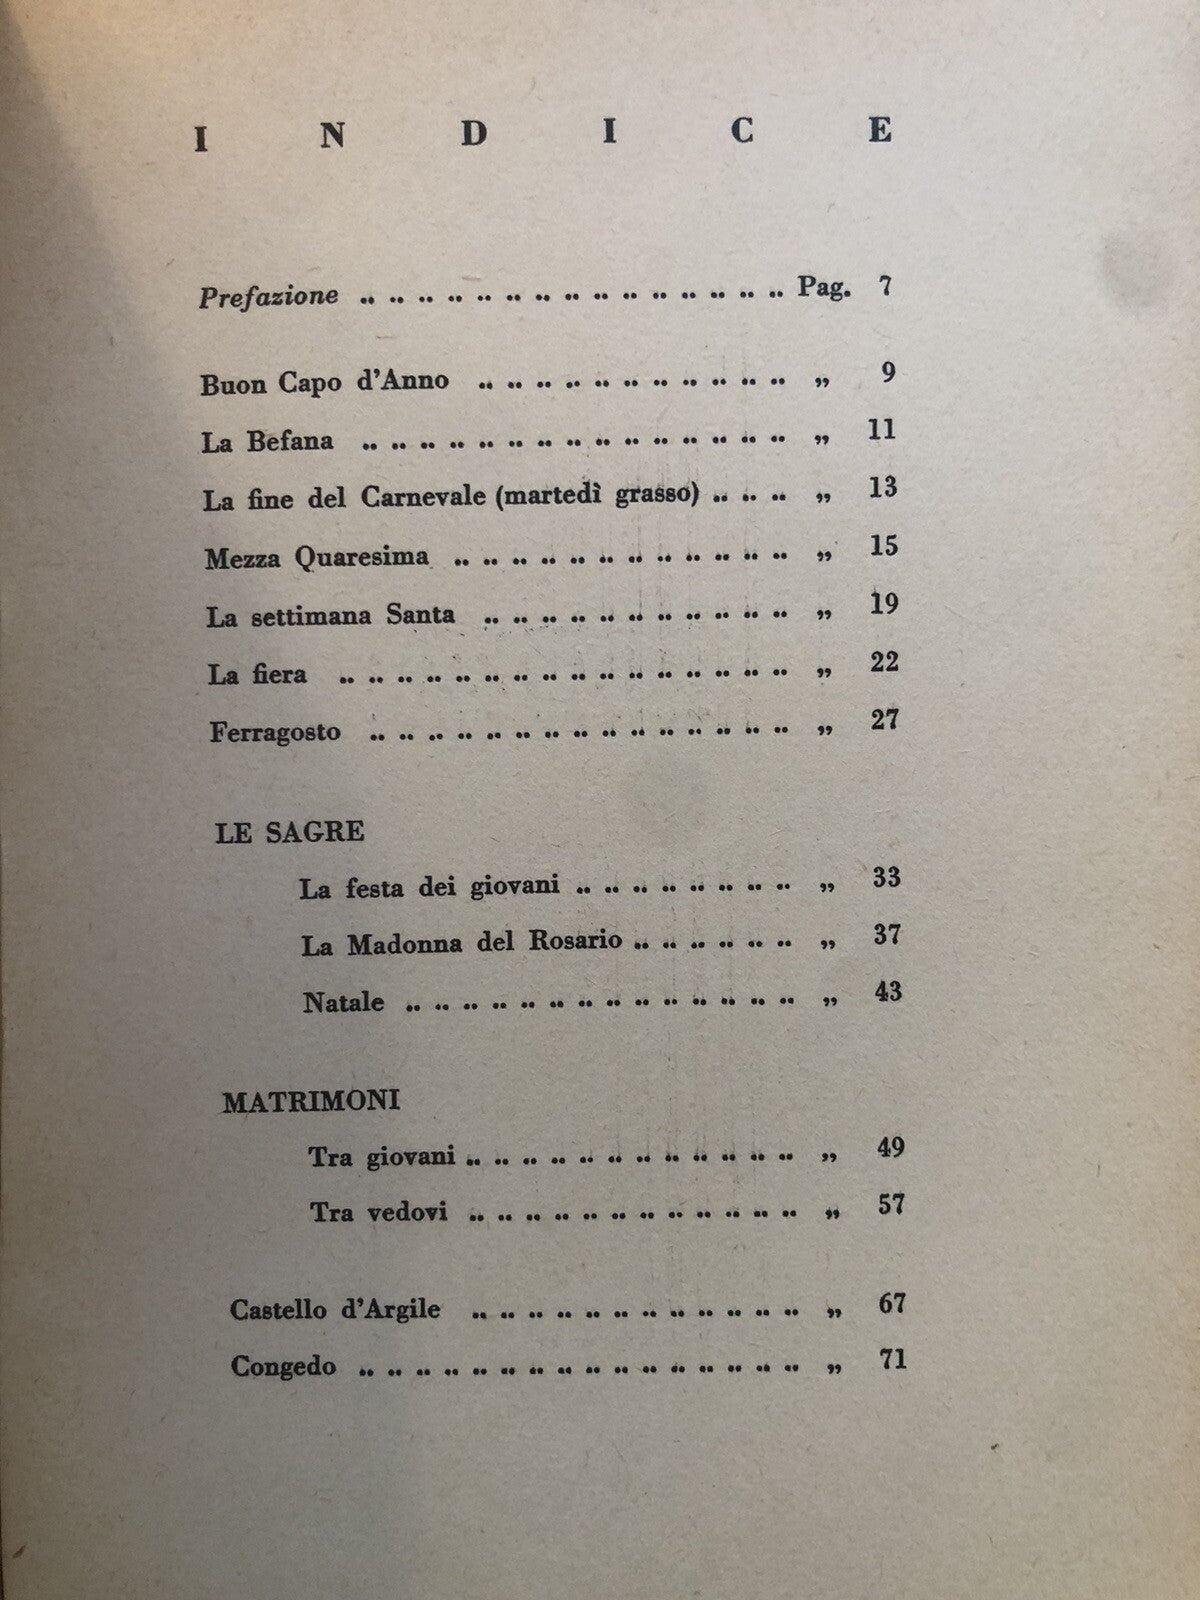 INDICE
Prefazione .. .. .. .. .. .. .. .. .. .. .. .. .. .. .. Pag. 7
Buon Capo d'Anno .. .. .. .. .. .. .. .. .. .. .. „ 9
La Befana .. .. .. .. .. .. .. .. .. .. .. .. .. .. .. „ 11
La fine del Carnevale (martedì grasso) .. .. .. „ 13
Mezza Quaresima .. .. .. .. .. .. .. .. .. .. .. .. „ 15
La settimana Santa .. .. .. .. .. .. .. .. .. .. .. „ 19
La fiera .. .. .. .. .. .. .. .. .. .. .. .. .. .. .. .. „ 22
Ferragosto .. .. .. .. .. .. .. .. .. .. .. .. .. .. .. „ 27
LE SAGRE
La festa dei giovani .. .. .. .. .. .. .. .. „ 33
La Madonna del Rosario .. .. .. .. .. .. „ 37
Natale .. .. .. .. .. .. .. .. .. .. .. .. .. .. „ 43
MATRIMONI
Tra giovani .. .. .. .. .. .. .. .. .. .. .. .. „ 49
Tra vedovi .. .. .. .. .. .. .. .. .. .. .. .. „ 57
Castello d'Argile .. .. .. .. .. .. .. .. .. .. .. .. „ 67
Congedo .. .. .. .. .. .. .. .. .. .. .. .. .. .. .. .. „ 71